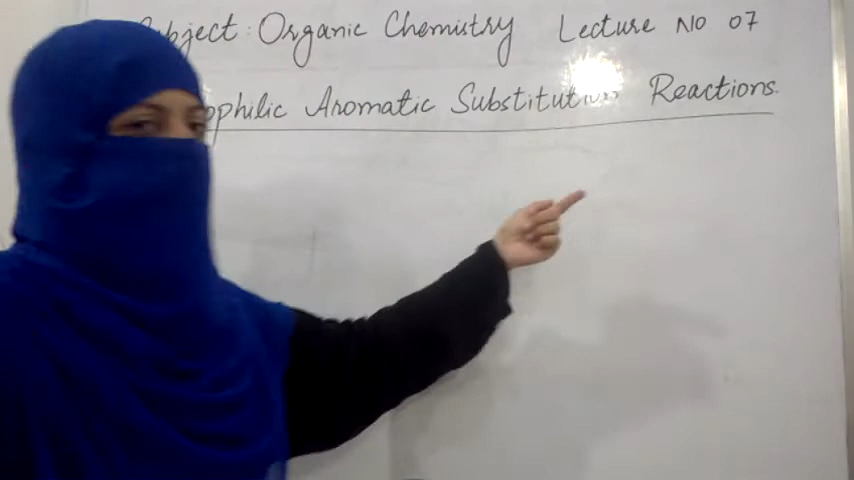 Subject: Organic Chemistry Lecture No 07
ophilic Aromatic Substitution Reactions.